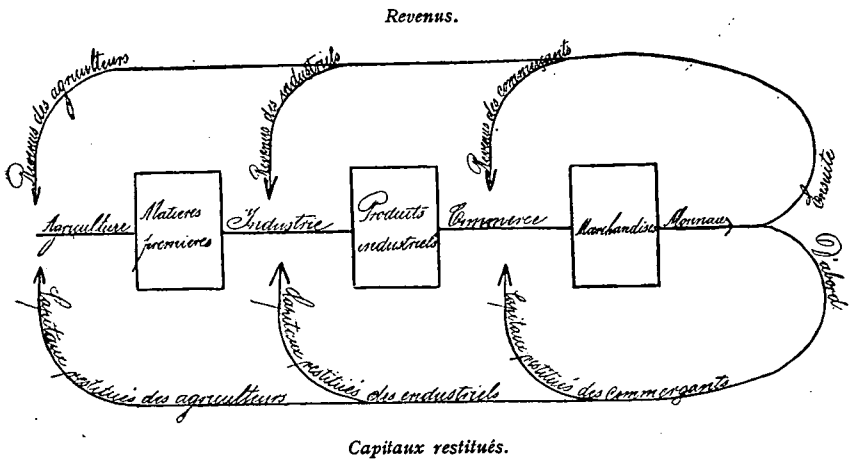 Revenus.
Revenus des agriculteurs
Revenus des industriels
Revenus des commerçants
Ensuite
Agriculture
Matières
premières
Industrie
Produits
industriels
Commerce
Marchandises
Monnaie
D'abord
Capitaux restitués des agriculteurs
Capitaux restitués des industriels
Capitaux restitués des commerçants
Capitaux restitués.